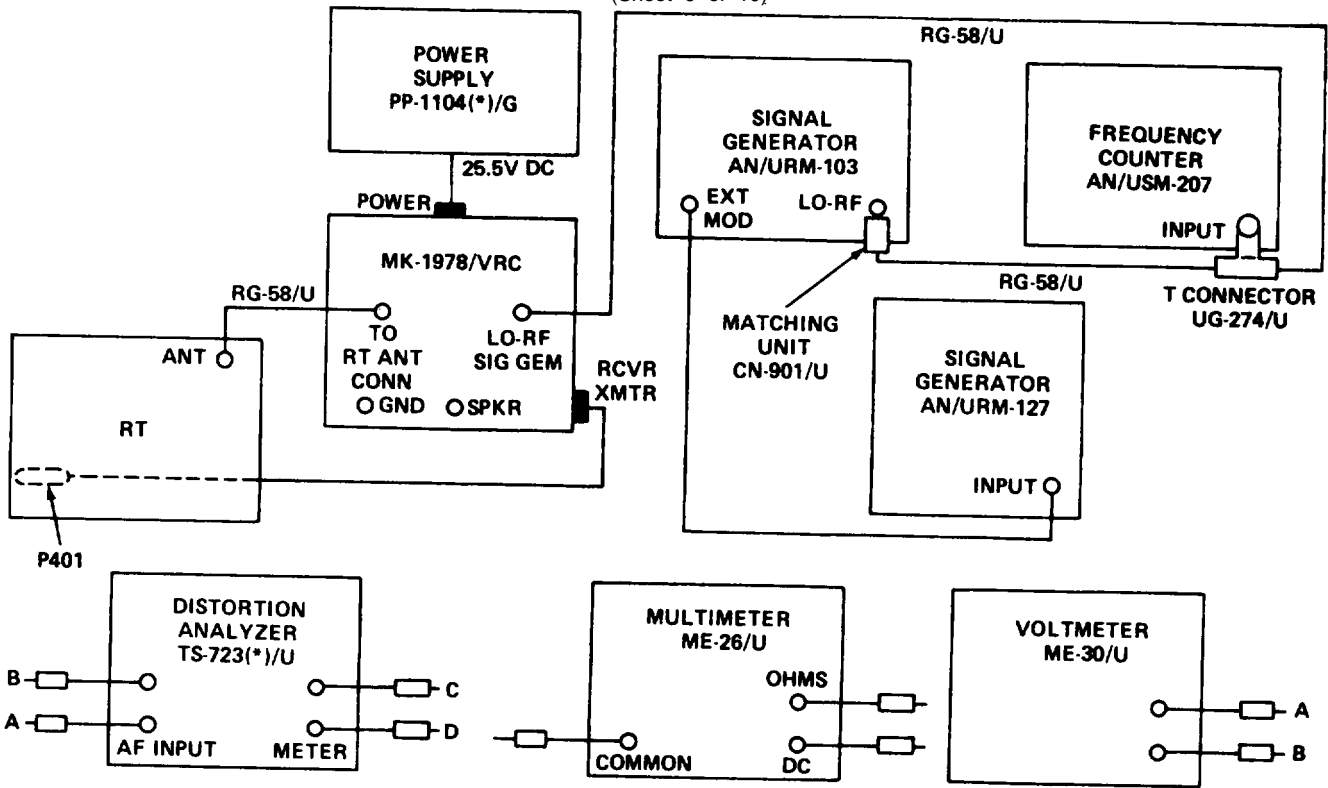 RG-58/U
POWER
SUPPLY
PP-1104(*)/G
25.5V DC
POWER
SIGNAL
GENERATOR
AN/URM-103
EXT
MOD
LO-RF
FREQUENCY
COUNTER
AN/USM-207
INPUT
MK-1978/VRC
RG-58/U
TO
RT ANT
CONN
LO-RF
SIG GEM
GND
SPKR
RCVR
XMTR
RG-58/U
T CONNECTOR
UG-274/U
MATCHING
UNIT
CN-901/U
SIGNAL
GENERATOR
AN/URM-127
INPUT
ANT
RT
P401
DISTORTION
ANALYZER
TS-723(*)/U
B
A
AF INPUT
METER
C
D
MULTIMETER
ME-26/U
OHMS
COMMON
DC
VOLTMETER
ME-30/U
A
B